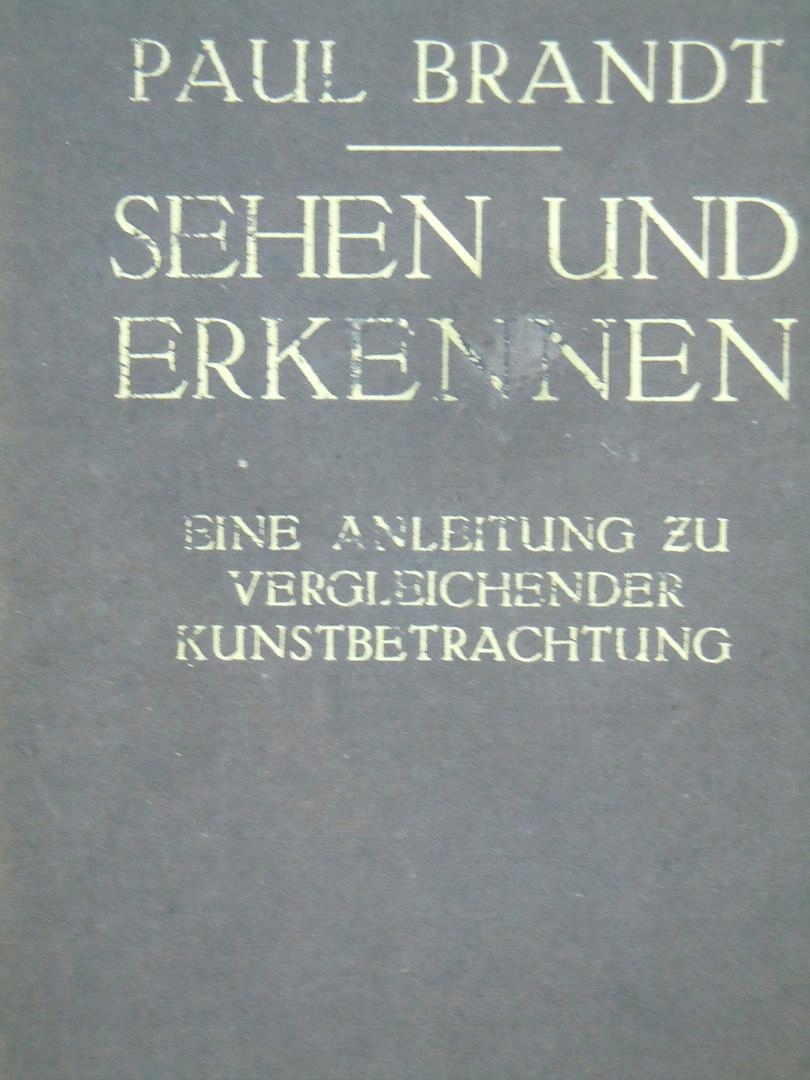 PAUL BRANDT
SEHEN UND
ERKENNEN
EINE ANLEITUNG ZU
VERGLEICHENDER
KUNSTBETRACHTUNG